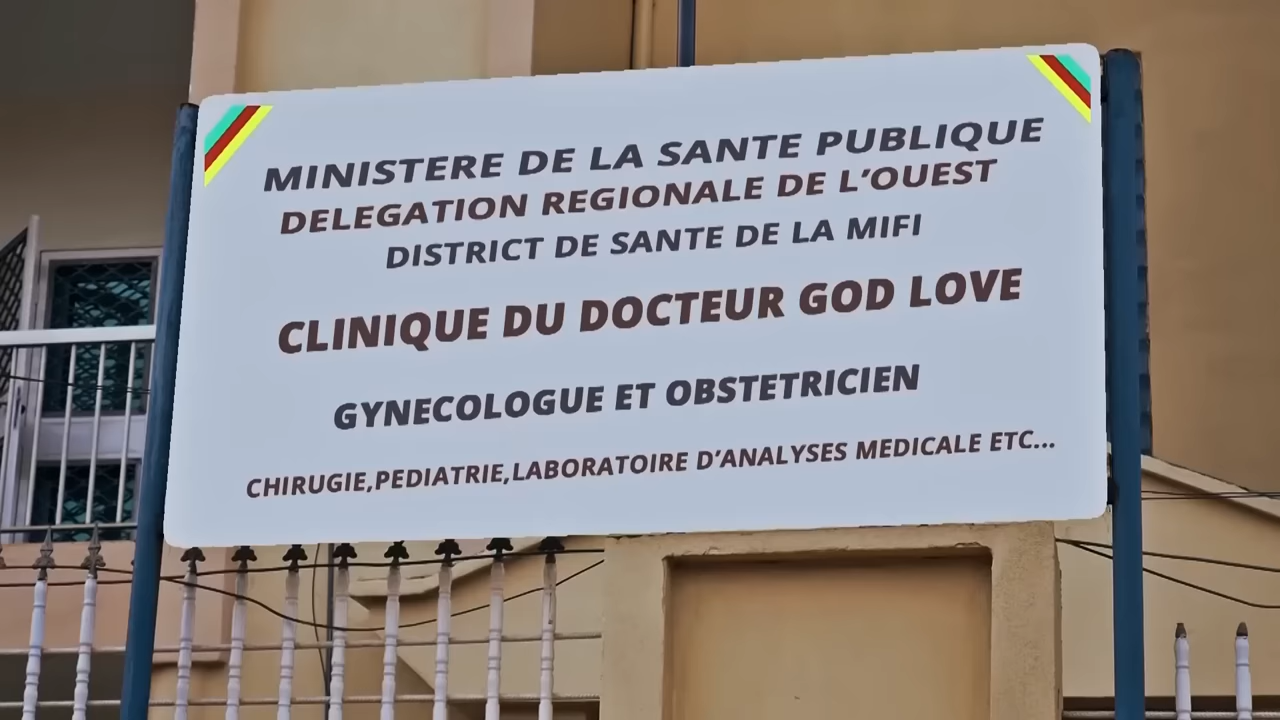 MINISTERE DE LA SANTE PUBLIQUE
DELEGATION REGIONALE DE L'OUEST
DISTRICT DE SANTE DE LA MIFI
CLINIQUE DU DOCTEUR GOD LOVE
GYNECOLOGUE ET OBSTETRICIEN
CHIRUGIE,PEDIATRIE,LABORATOIRE D'ANALYSES MEDICALE ETC...